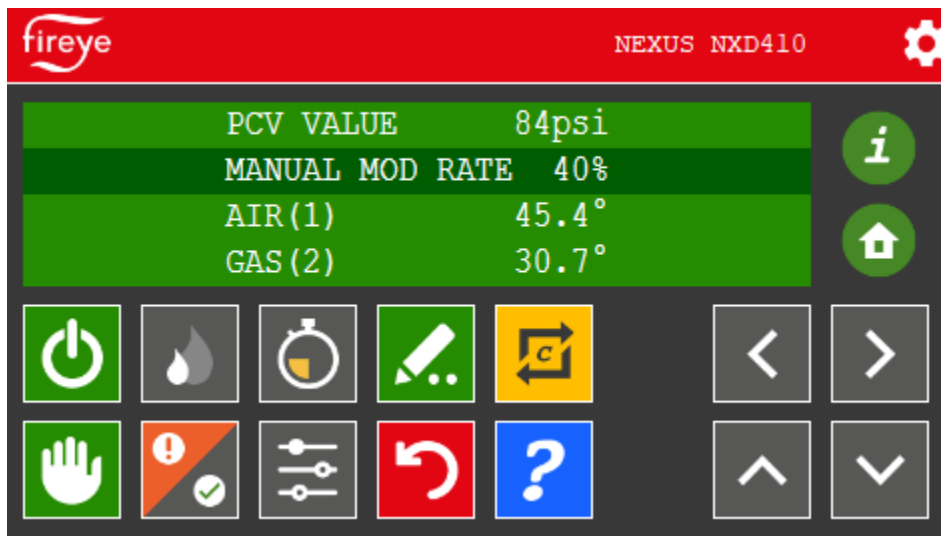 fireye
NEXUS NXD410
PCV VALUE 84psi
MANUAL MOD RATE 40%
AIR(1) 45.4°
GAS(2) 30.7°
i
C
!
?